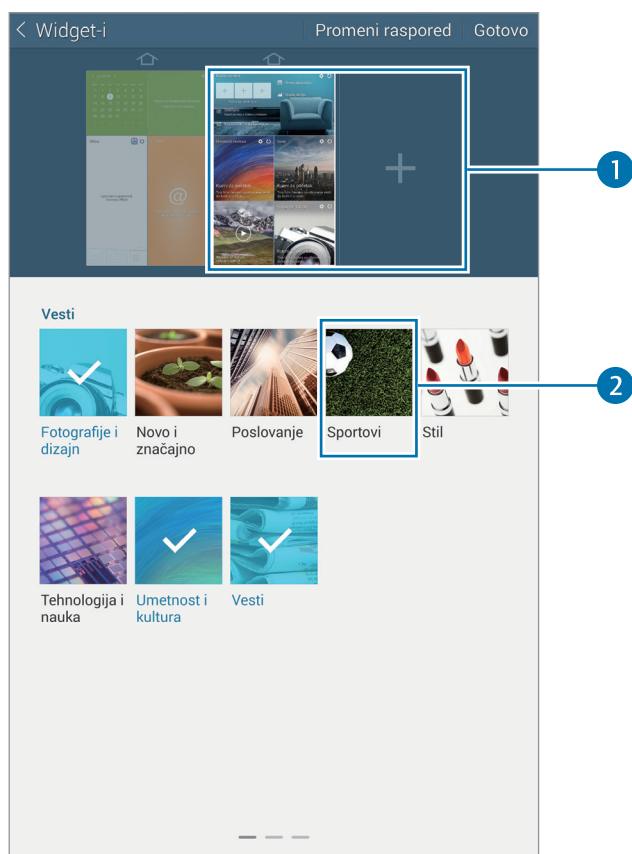 Widget-i
Promeni raspored
Gotovo
@
1
Vesti
2
Fotografije i
dizajn
Novo i
značajno
Poslovanje
Sportovi
Stil
Tehnologija i
nauka
Umetnost i
kultura
Vesti